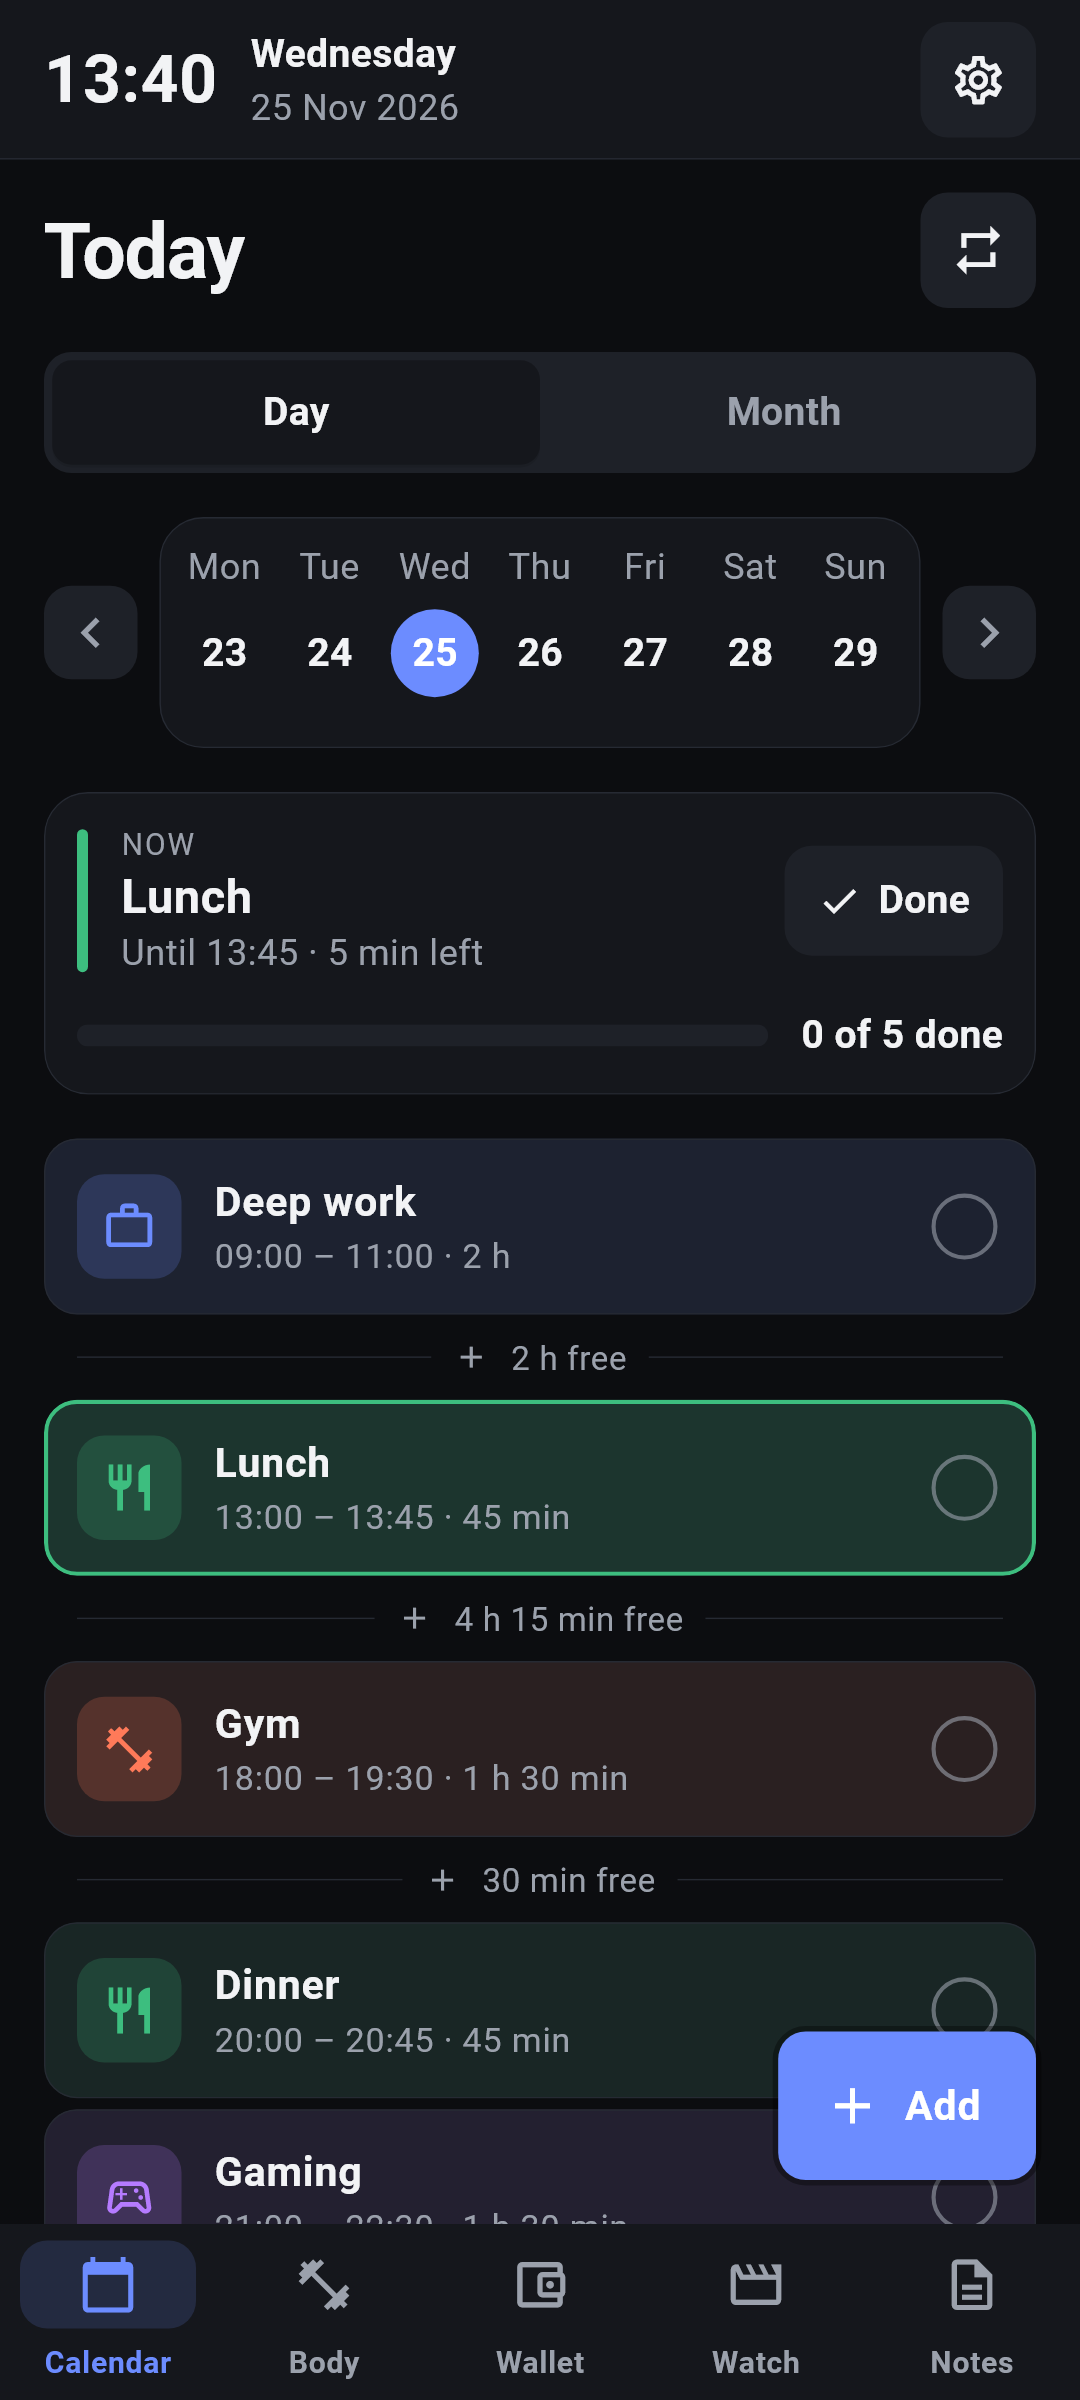 13:40
Wednesday
25 Nov 2026
Today
Day Month
Mon Tue Wed Thu Fri Sat Sun
23 24 25 26 27 28 29
NOW
Lunch
Until 13:45 · 5 min left
Done
0 of 5 done
Deep work
09:00 – 11:00 · 2 h
2 h free
Lunch
13:00 – 13:45 · 45 min
4 h 15 min free
Gym
18:00 – 19:30 · 1 h 30 min
30 min free
Dinner
20:00 – 20:45 · 45 min
Add
Gaming
Calendar Body Wallet Watch Notes